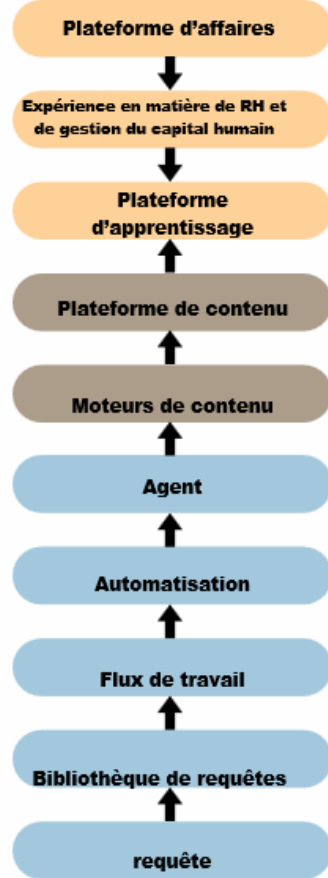 Plateforme d'affaires
Expérience en matière de RH et
de gestion du capital humain
Plateforme
d'apprentissage
Plateforme de contenu
Moteurs de contenu
Agent
Automatisation
Flux de travail
Bibliothèque de requêtes
requête